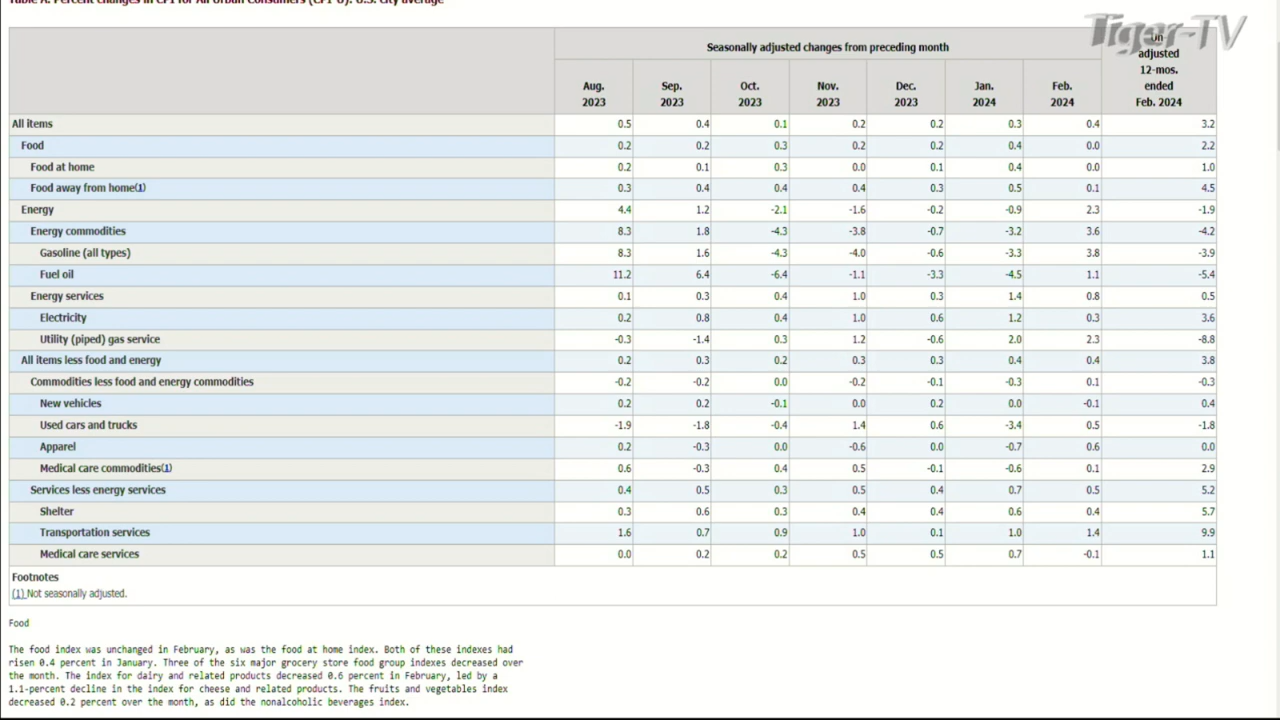 Table A. Percent changes in CPI for All Urban Consumers (CPI-U): U.S. city average
Tiger-TV
Seasonally adjusted changes from preceding month
Un-
adjusted
12-mos.
ended
Feb. 2024
Aug. 2023 Sep. 2023 Oct. 2023 Nov. 2023 Dec. 2023 Jan. 2024 Feb. 2024
All items 0.5 0.4 0.1 0.2 0.2 0.3 0.4 3.2
Food 0.2 0.2 0.3 0.2 0.2 0.4 0.0 2.2
Food at home 0.2 0.1 0.3 0.0 0.1 0.4 0.0 1.0
Food away from home(1) 0.3 0.4 0.4 0.4 0.3 0.5 0.1 4.5
Energy 4.4 1.2 -2.1 -1.6 -0.2 -0.9 2.3 -1.9
Energy commodities 8.3 1.8 -4.3 -3.8 -0.7 -3.2 3.6 -4.2
Gasoline (all types) 8.3 1.6 -4.3 -4.0 -0.6 -3.3 3.8 -3.9
Fuel oil 11.2 6.4 -6.4 -1.1 -3.3 -4.5 1.1 -5.4
Energy services 0.1 0.3 0.4 1.0 0.3 1.4 0.8 0.5
Electricity 0.2 0.8 0.4 1.0 0.6 1.2 0.3 3.6
Utility (piped) gas service -0.3 -1.4 0.3 1.2 -0.6 2.0 2.3 -8.8
All items less food and energy 0.2 0.3 0.2 0.3 0.3 0.4 0.4 3.8
Commodities less food and energy commodities -0.2 -0.2 0.0 -0.2 -0.1 -0.3 0.1 -0.3
New vehicles 0.2 0.2 -0.1 0.0 0.2 0.0 -0.1 0.4
Used cars and trucks -1.9 -1.8 -0.4 1.4 0.6 -3.4 0.5 -1.8
Apparel 0.2 -0.3 0.0 -0.6 0.0 -0.7 0.6 0.0
Medical care commodities(1) 0.6 -0.3 0.4 0.5 -0.1 -0.6 0.1 2.9
Services less energy services 0.4 0.5 0.3 0.5 0.4 0.7 0.5 5.2
Shelter 0.3 0.6 0.3 0.4 0.4 0.6 0.4 5.7
Transportation services 1.6 0.7 0.9 1.0 0.1 1.0 1.4 9.9
Medical care services 0.0 0.2 0.2 0.5 0.5 0.7 -0.1 1.1
Footnotes
(1) Not seasonally adjusted.
Food
The food index was unchanged in February, as was the food at home index. Both of these indexes had
risen 0.4 percent in January. Three of the six major grocery store food group indexes decreased over
the month. The index for dairy and related products decreased 0.6 percent in February, led by a
1.1-percent decline in the index for cheese and related products. The fruits and vegetables index
decreased 0.2 percent over the month, as did the nonalcoholic beverages index.